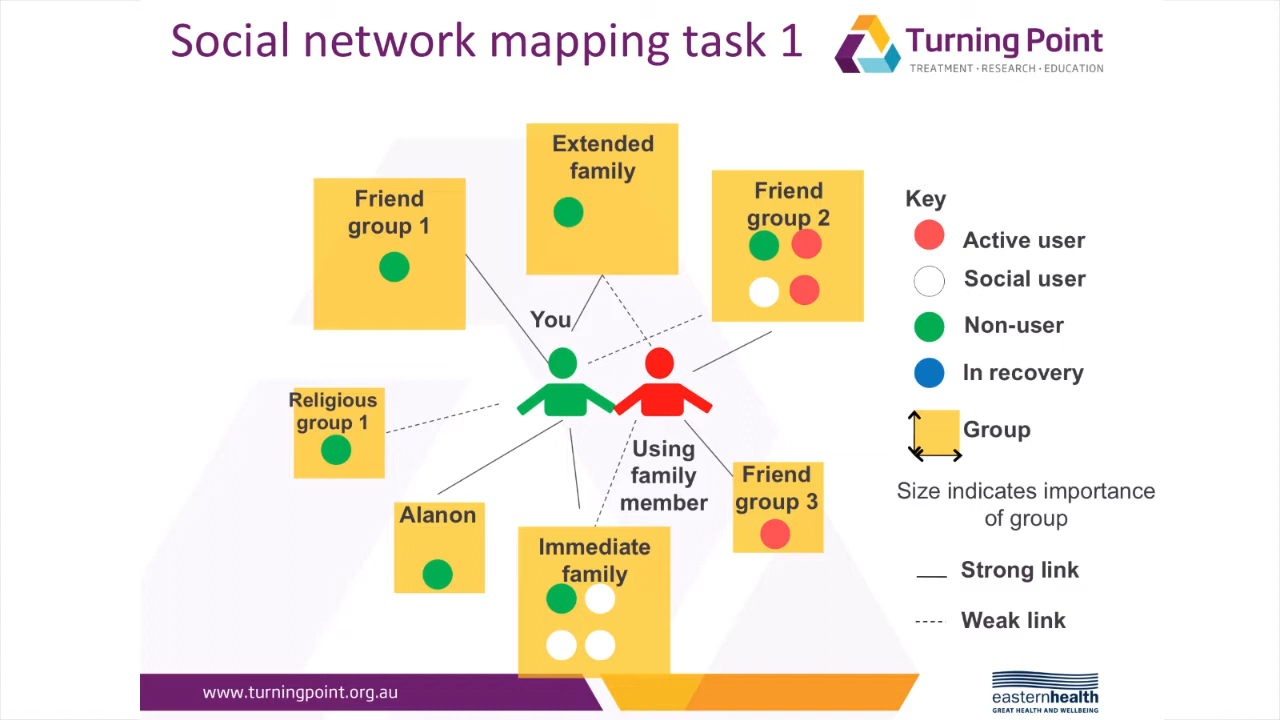 Social network mapping task 1
Turning Point
TREATMENT · RESEARCH · EDUCATION
Friend
group 1
Extended
family
Friend
group 2
You
Religious
group 1
Alanon
Immediate
family
Using
family
member
Friend
group 3
Key
Active user
Social user
Non-user
In recovery
Group
Size indicates importance
of group
Strong link
Weak link
www.turningpoint.org.au
easternhealth
GREAT HEALTH AND WELLBEING